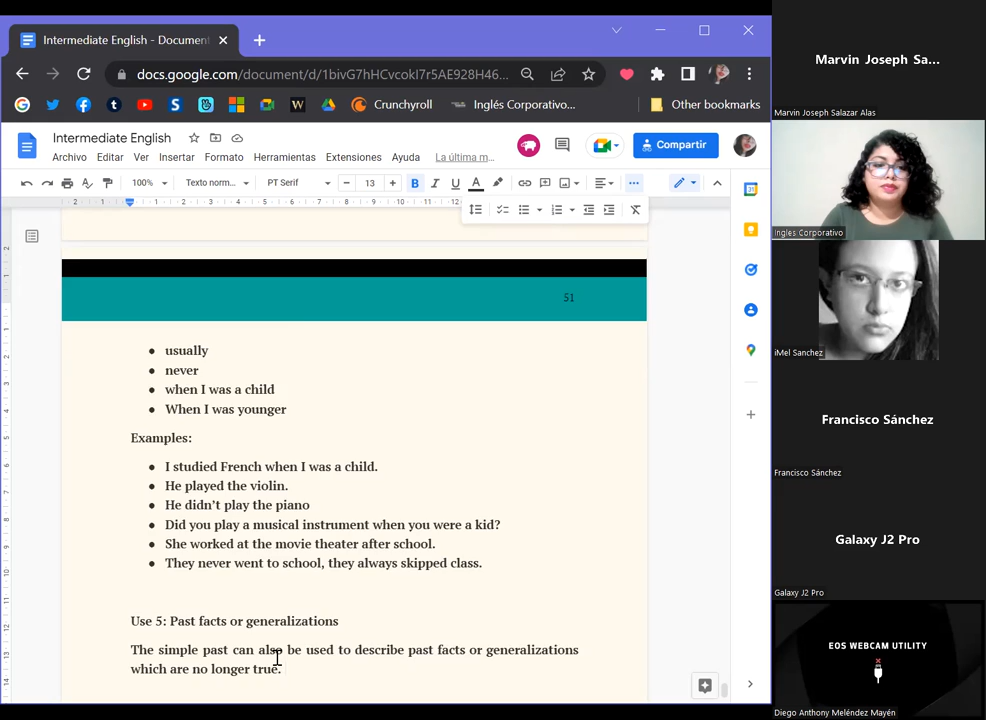 Intermediate English - Document
docs.google.com/document/d/1bivG7hHCvcokI7r5AE928H46...
Crunchyroll
Inglés Corporativo...
Other bookmarks
Intermediate English
Archivo Editar Ver Insertar Formato Herramientas Extensiones Ayuda La última m...
Compartir
100% Texto norm... PT Serif 13
51
usually
never
when I was a child
When I was younger
Examples:
I studied French when I was a child.
He played the violin.
He didn’t play the piano
Did you play a musical instrument when you were a kid?
She worked at the movie theater after school.
They never went to school, they always skipped class.
Use 5: Past facts or generalizations
The simple past can also be used to describe past facts or generalizations
which are no longer true.
Marvin Joseph Sa...
Marvin Joseph Salazar Alas
Ingles Corporativo
iMel Sanchez
Francisco Sánchez
Francisco Sánchez
Galaxy J2 Pro
Galaxy J2 Pro
EOS WEBCAM UTILITY
Diego Anthony Meléndez Mayén